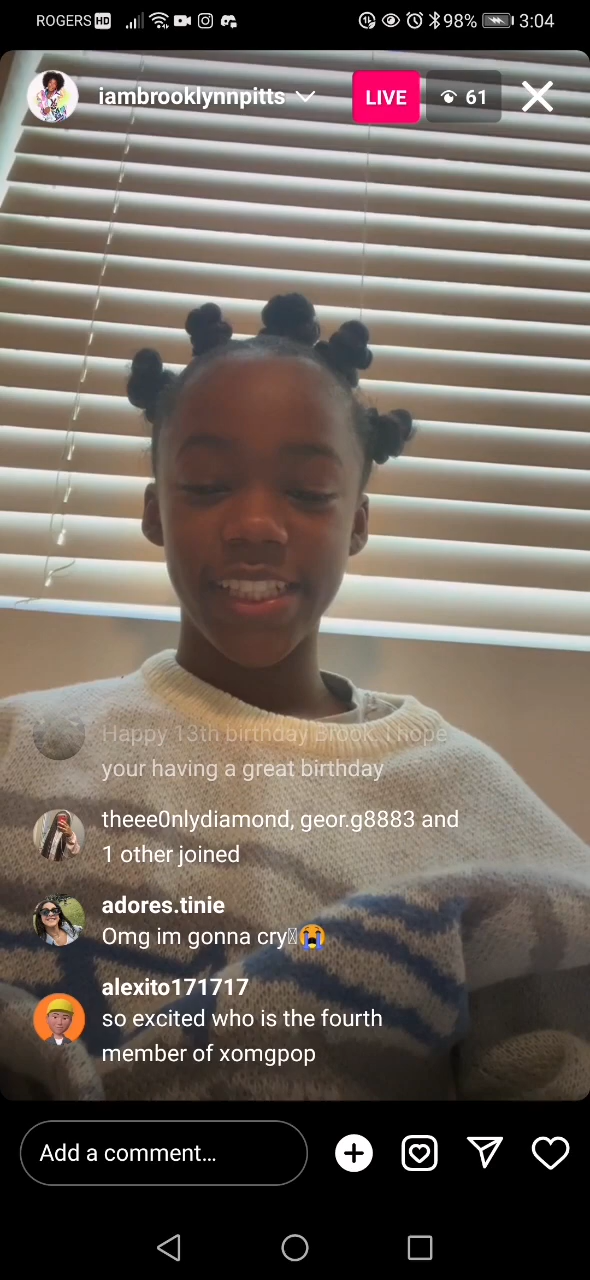 ROGERS HD 98% 3:04
iambrooklynnpitts LIVE 61
Happy 13th birthday Brook. I hope
your having a great birthday
theee0nlydiamond, geor.g8883 and
1 other joined
adores.tinie
Omg im gonna cry😭
alexito171717
so excited who is the fourth
member of xomgpop
Add a comment...